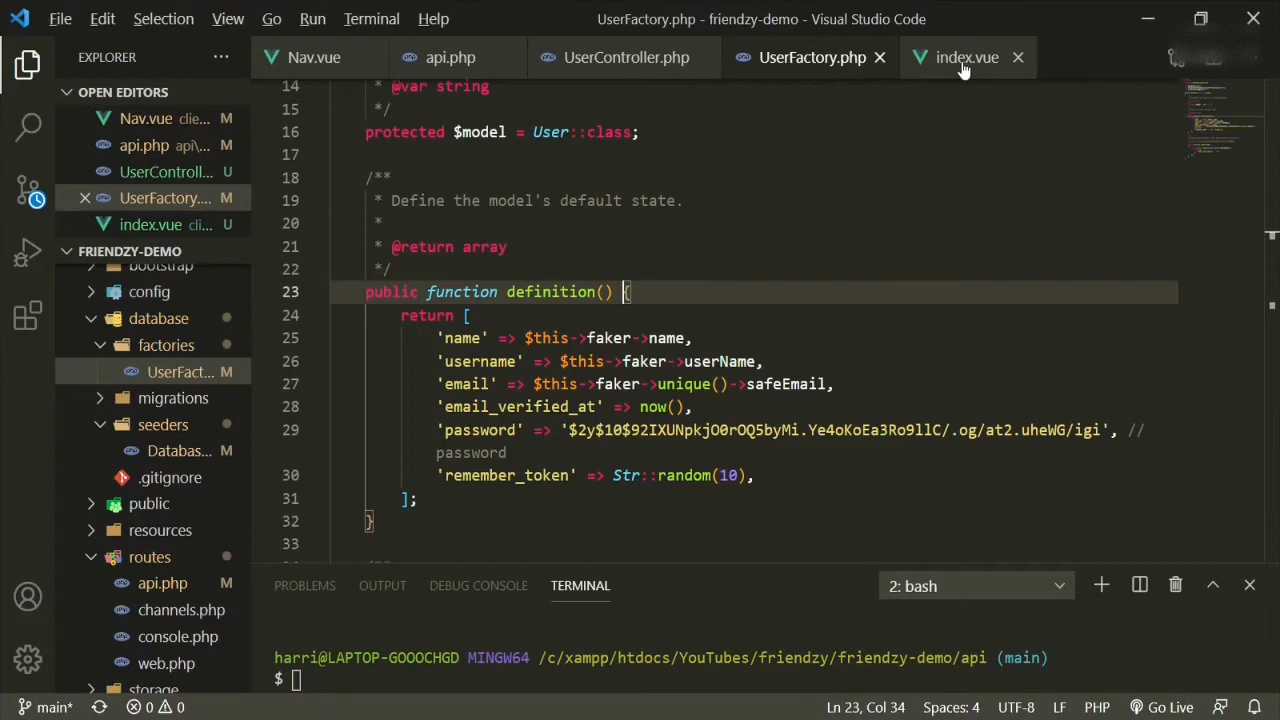 File Edit Selection View Go Run Terminal Help
UserFactory.php - friendzy-demo - Visual Studio Code
EXPLORER
Nav.vue
api.php
UserController.php
UserFactory.php
index.vue
OPEN EDITORS
Nav.vue clie... M
api.php api\... M
UserControll... U
UserFactory.... M
index.vue cli... U
FRIENDZY-DEMO
bootstrap
config
database
factories
UserFact... M
migrations
seeders
Databas...
.gitignore
public
resources
routes
api.php M
channels.php
console.php
web.php
storage
14 * @var string
15 */
16 protected $model = User::class;
17
18 /**
19 * Define the model's default state.
20 *
21 * @return array
22 */
23 public function definition() {
24 return [
25 'name' => $this->faker->name,
26 'username' => $this->faker->userName,
27 'email' => $this->faker->unique()->safeEmail,
28 'email_verified_at' => now(),
29 'password' => '$2y$10$92IXUNpkjO0rOQ5byMi.Ye4oKoEa3Ro9llC/.og/at2.uheWG/igi', //
password
30 'remember_token' => Str::random(10),
31 ];
32 }
33
PROBLEMS OUTPUT DEBUG CONSOLE TERMINAL
2: bash
harri@LAPTOP-GOOOCHGD MINGW64 /c/xampp/htdocs/YouTubes/friendzy/friendzy-demo/api (main)
$
main* 0 0
Ln 23, Col 34 Spaces: 4 UTF-8 LF PHP Go Live